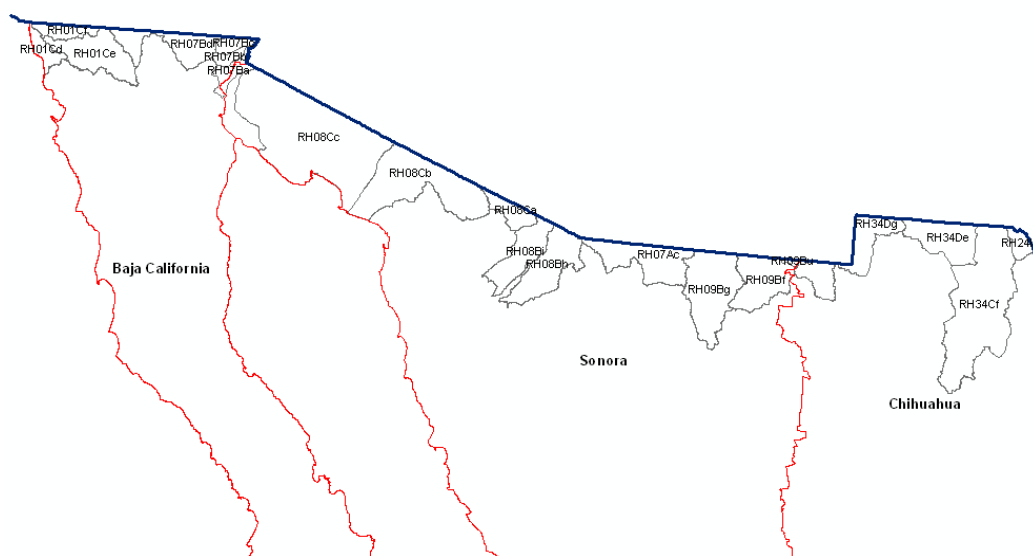 RH01Cf
RH01Cd
RH01Ce
RH07Bd
RH07Bc
RH07Bb
RH07Ba
RH08Cc
RH08Cb
RH08Ca
RH08Bi
RH08Bh
RH07Ac
RH09Bg
RH09Bf
RH34Dg
RH34De
RH24
RH34Cf
Baja California
Sonora
Chihuahua